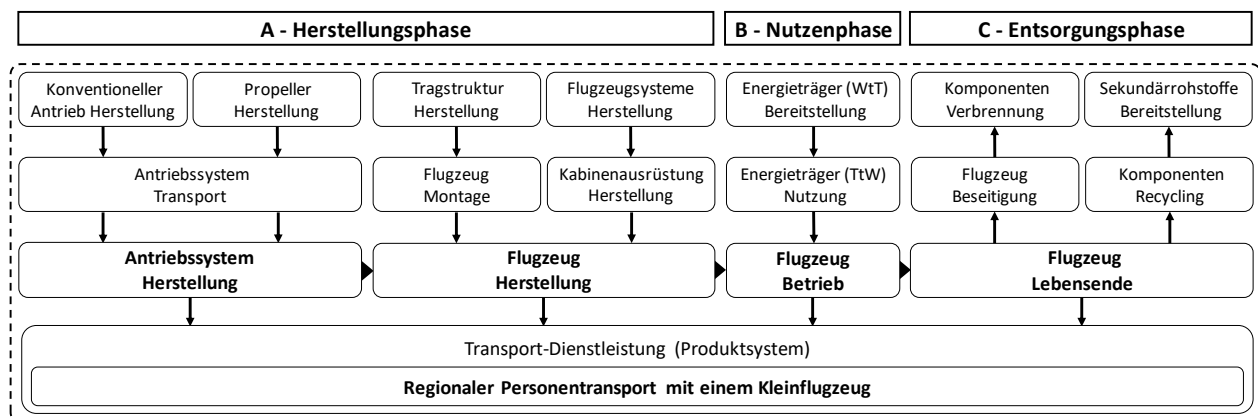 A - Herstellungsphase
B - Nutzenphase
C - Entsorgungsphase
Konventioneller
Antrieb Herstellung
Propeller
Herstellung
Tragstruktur
Herstellung
Flugzeugsysteme
Herstellung
Energieträger (WtT)
Bereitstellung
Komponenten
Verbrennung
Sekundärrohstoffe
Bereitstellung
Antriebssystem
Transport
Flugzeug
Montage
Kabinenausrüstung
Herstellung
Energieträger (TtW)
Nutzung
Flugzeug
Beseitigung
Komponenten
Recycling
Antriebssystem
Herstellung
Flugzeug
Herstellung
Flugzeug
Betrieb
Flugzeug
Lebensende
Transport-Dienstleistung (Produktsystem)
Regionaler Personentransport mit einem Kleinflugzeug